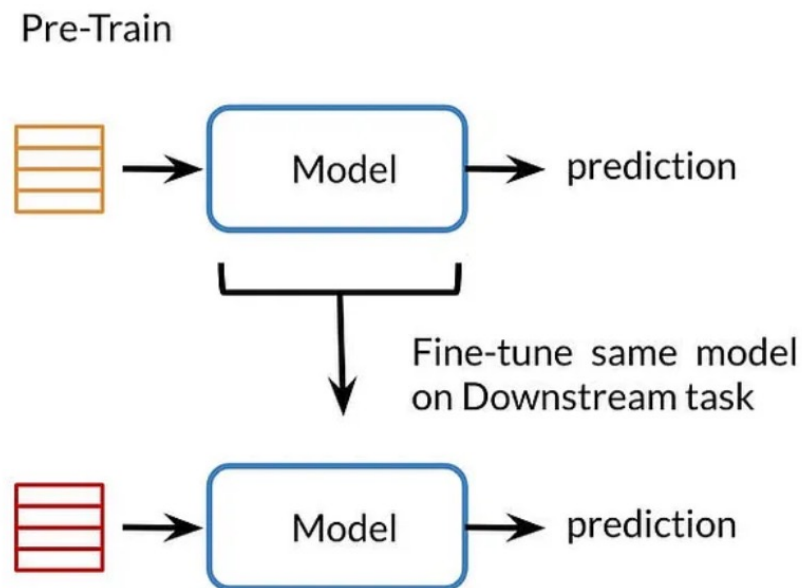 Pre-Train
Model
prediction
Fine-tune same model
on Downstream task
Model
prediction